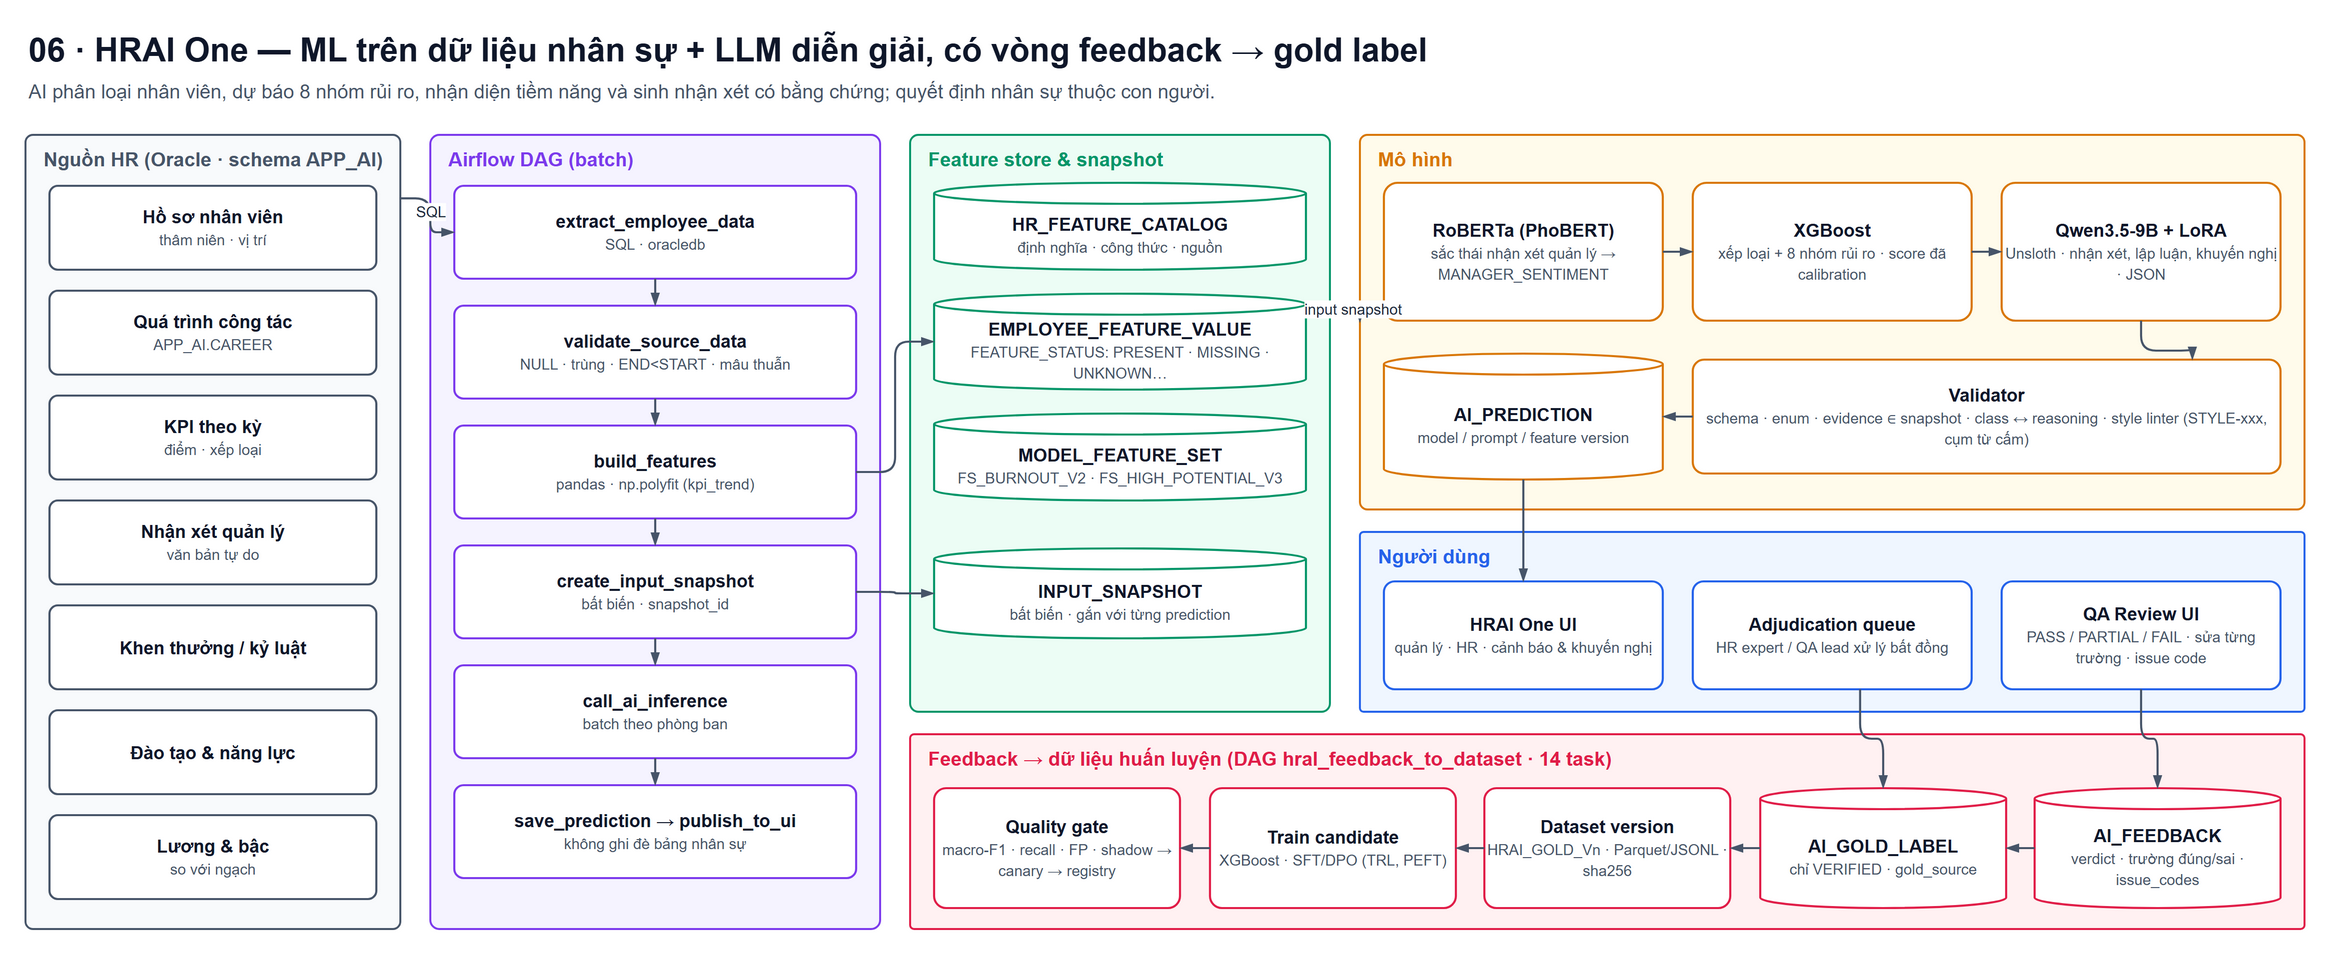 06 · HRAI One — ML trên dữ liệu nhân sự + LLM diễn giải, có vòng feedback → gold label
AI phân loại nhân viên, dự báo 8 nhóm rủi ro, nhận diện tiềm năng và sinh nhận xét có bằng chứng; quyết định nhân sự thuộc con người.
Nguồn HR (Oracle · schema APP_AI)
Hồ sơ nhân viên
thâm niên · vị trí
Quá trình công tác
APP_AI.CAREER
KPI theo kỳ
điểm · xếp loại
Nhận xét quản lý
văn bản tự do
Khen thưởng / kỷ luật
Đào tạo & năng lực
Lương & bậc
so với ngạch
SQL
Airflow DAG (batch)
extract_employee_data
SQL · oracledb
validate_source_data
NULL · trùng · END<START · mâu thuẫn
build_features
pandas · np.polyfit (kpi_trend)
create_input_snapshot
bất biến · snapshot_id
call_ai_inference
batch theo phòng ban
save_prediction → publish_to_ui
không ghi đè bảng nhân sự
Feature store & snapshot
HR_FEATURE_CATALOG
định nghĩa · công thức · nguồn
EMPLOYEE_FEATURE_VALUE
FEATURE_STATUS: PRESENT · MISSING ·
UNKNOWN…
MODEL_FEATURE_SET
FS_BURNOUT_V2 · FS_HIGH_POTENTIAL_V3
INPUT_SNAPSHOT
bất biến · gắn với từng prediction
input snapshot
Mô hình
RoBERTa (PhoBERT)
sắc thái nhận xét quản lý →
MANAGER_SENTIMENT
XGBoost
xếp loại + 8 nhóm rủi ro · score đã
calibration
Qwen3.5-9B + LoRA
Unsloth · nhận xét, lập luận, khuyến nghị
· JSON
AI_PREDICTION
model / prompt / feature version
Validator
schema · enum · evidence ∈ snapshot · class ↔ reasoning · style linter (STYLE-xxx,
cụm từ cấm)
Người dùng
HRAI One UI
quản lý · HR · cảnh báo & khuyến nghị
Adjudication queue
HR expert / QA lead xử lý bất đồng
QA Review UI
PASS / PARTIAL / FAIL · sửa từng
trường · issue code
Feedback → dữ liệu huấn luyện (DAG hral_feedback_to_dataset · 14 task)
Quality gate
macro-F1 · recall · FP · shadow →
canary → registry
Train candidate
XGBoost · SFT/DPO (TRL, PEFT)
Dataset version
HRAI_GOLD_Vn · Parquet/JSONL ·
sha256
AI_GOLD_LABEL
chỉ VERIFIED · gold_source
AI_FEEDBACK
verdict · trường đúng/sai ·
issue_codes